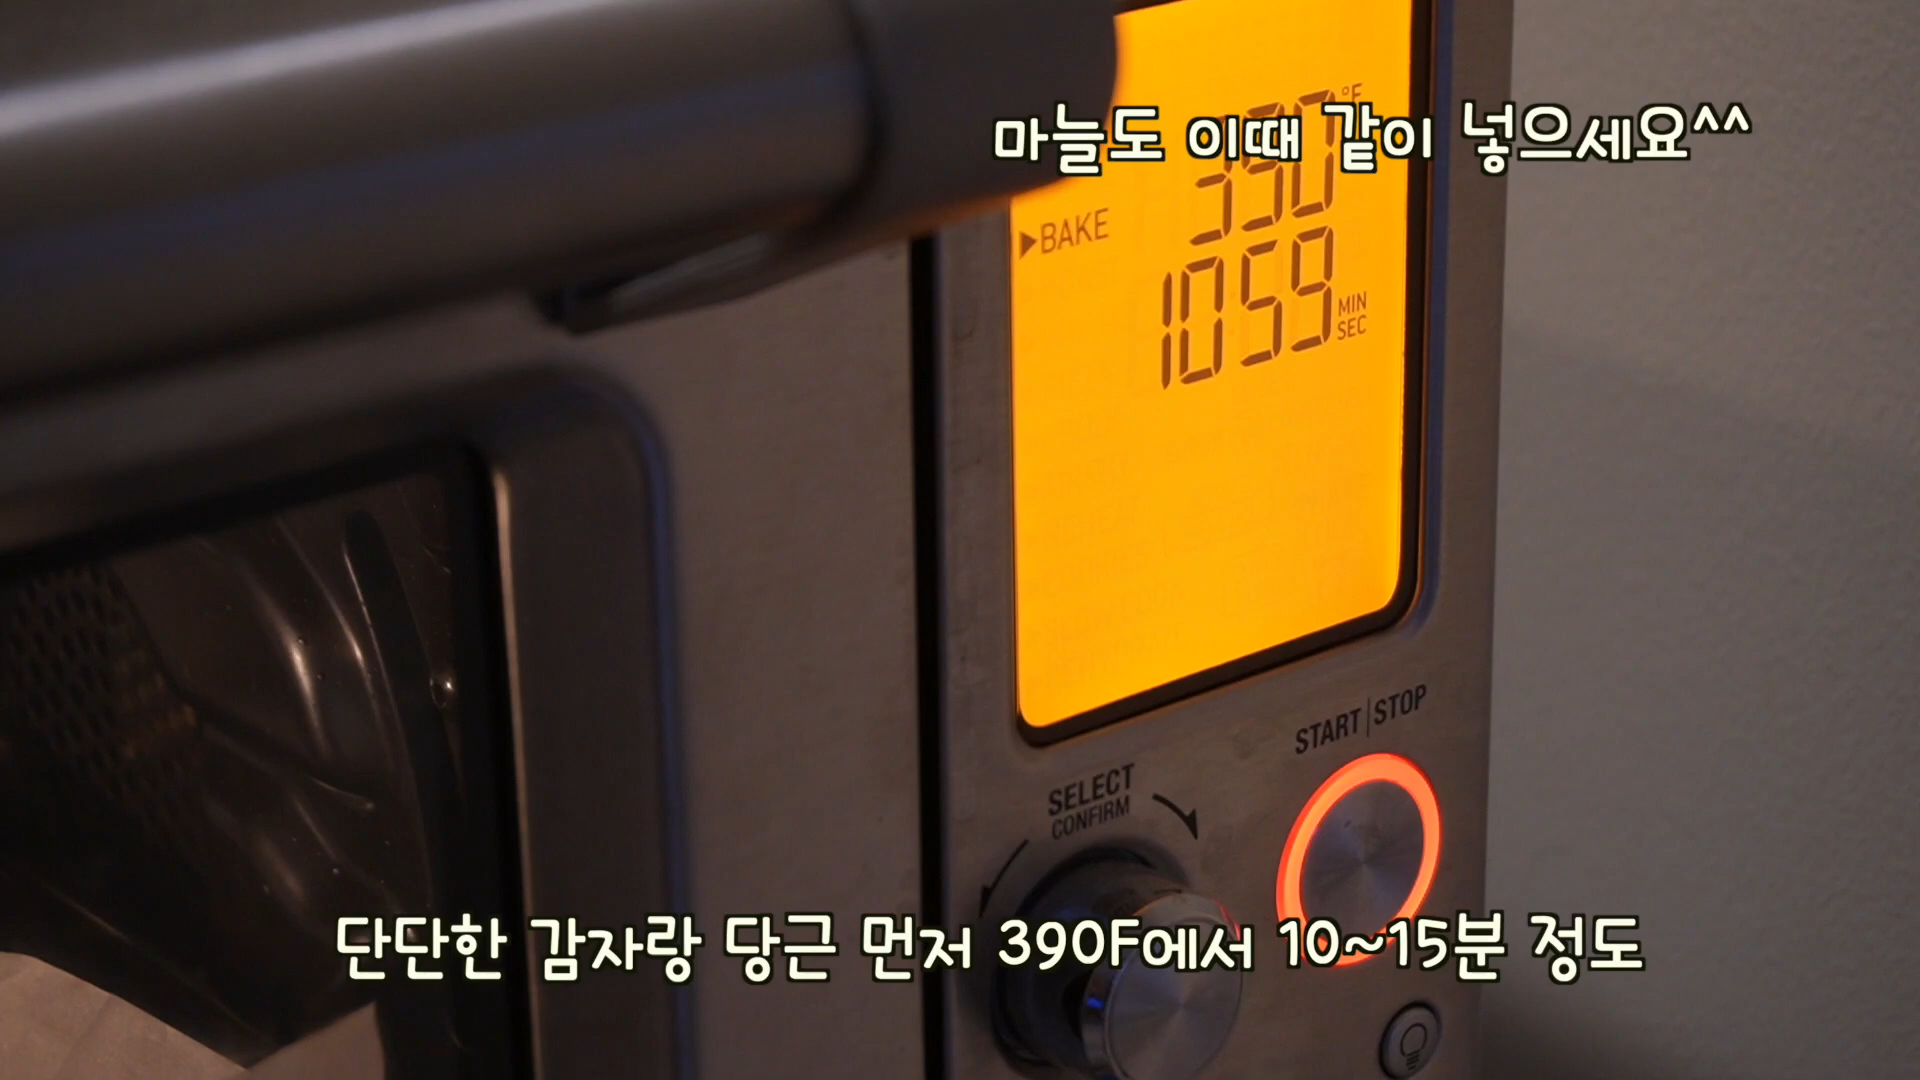 마늘도 이때 같이 넣으세요^^
390°F
▶BAKE
1059 MIN SEC
START|STOP
SELECT
CONFIRM
단단한 감자랑 당근 먼저 390F에서 10~15분 정도